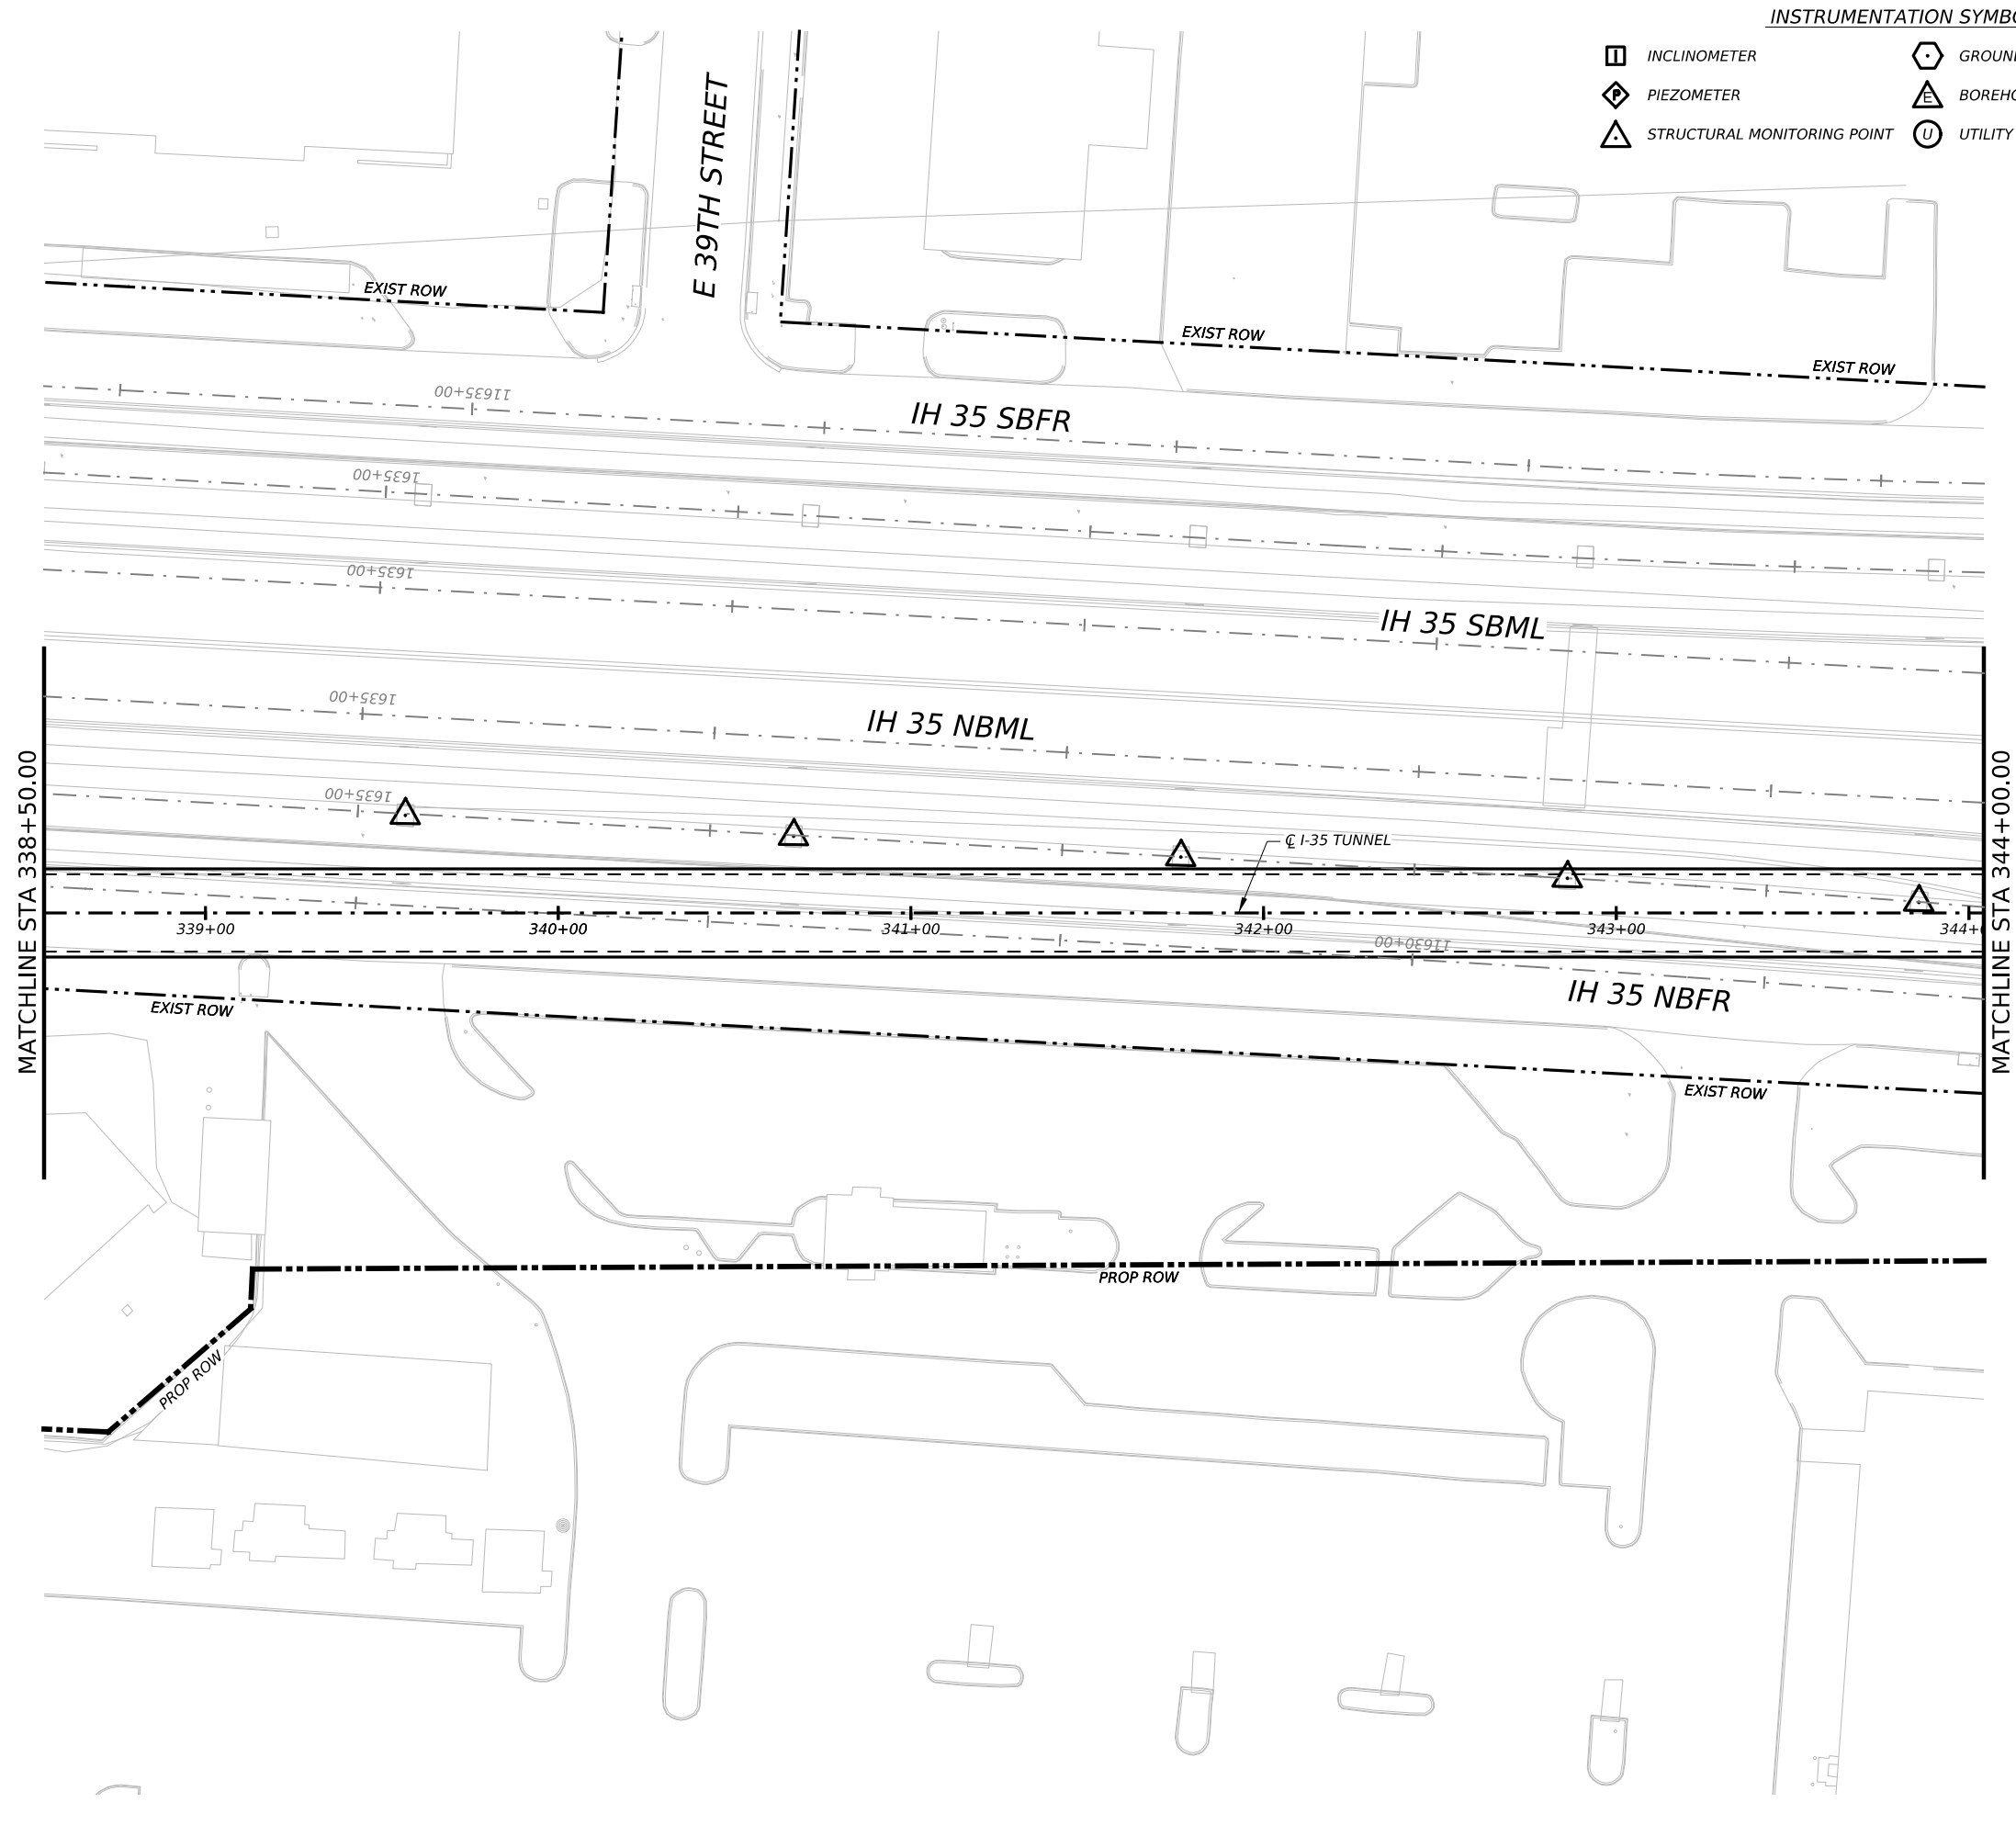 INSTRUMENTATION SYMBO
INCLINOMETER
GROUN
P
PIEZOMETER
E
BOREHO
STRUCTURAL MONITORING POINT
U
UTILITY
E 39TH STREET
EXIST ROW
EXIST ROW
EXIST ROW
11635+00
IH 35 SBFR
1635+00
1635+00
IH 35 SBML
1635+00
IH 35 NBML
1635+00
℄ I-35 TUNNEL
MATCHLINE STA 338+50.00
MATCHLINE STA 344+00.00
339+00
340+00
341+00
342+00
343+00
344+0
11630+00
IH 35 NBFR
EXIST ROW
EXIST ROW
PROP ROW
PROP ROW